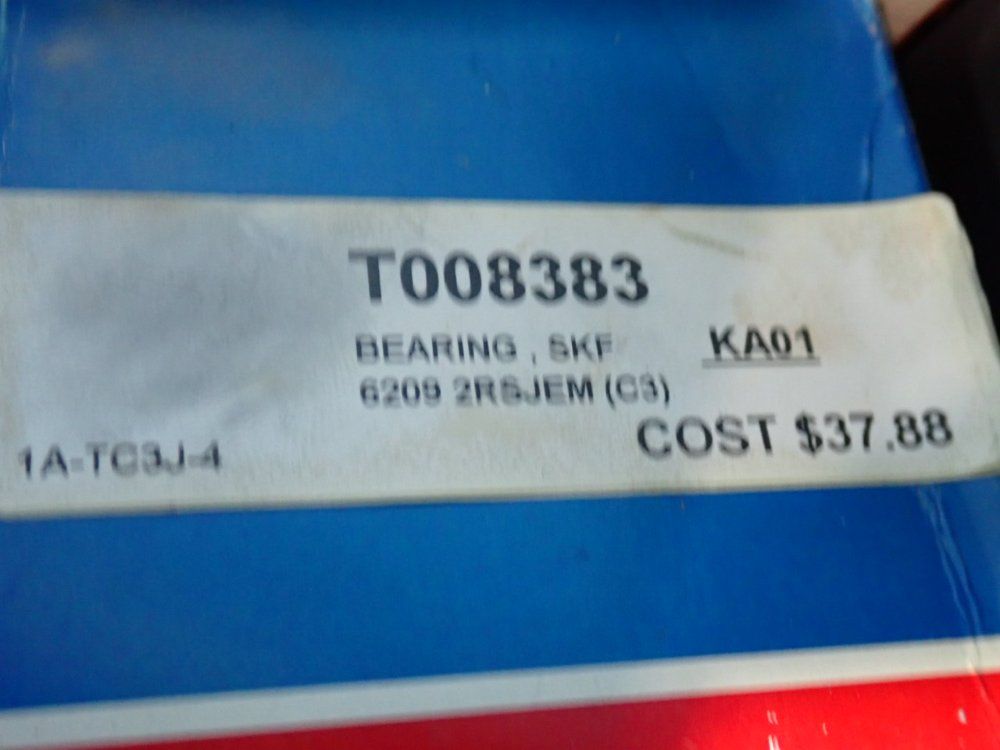 T008383
BEARING , SKF KA01
6209 2RSJEM (C3)
COST $37.88
1A-TC3J-4